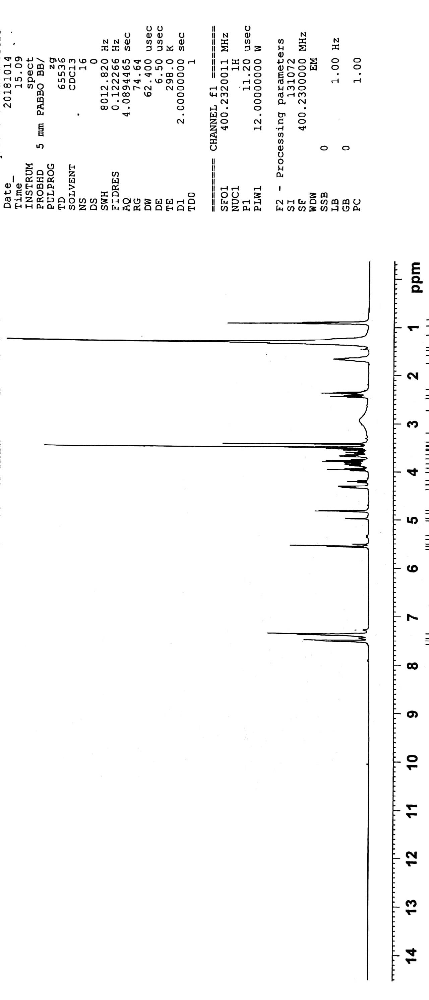 Date_ 20181014
Time 15.09
INSTRUM spect
PROBHD 5 mm PABBO BB/
PULPROG zg
TD 65536
SOLVENT CDCl3
NS 16
DS 0
SWH 8012.820 Hz
FIDRES 0.122266 Hz
AQ 4.0894465 sec
RG 74.64
DW 62.400 usec
DE 6.50 usec
TE 298.0 K
D1 2.00000000 sec
TD0 1
======== CHANNEL f1 ========
SFO1 400.2320011 MHz
NUC1 1H
P1 11.20 usec
PLW1 12.00000000 W
F2 - Processing parameters
SI 131072
SF 400.2300000 MHz
WDW EM
SSB 0
LB 1.00 Hz
GB 0
PC 1.00
14 13 12 11 10 9 8 7 6 5 4 3 2 1 ppm